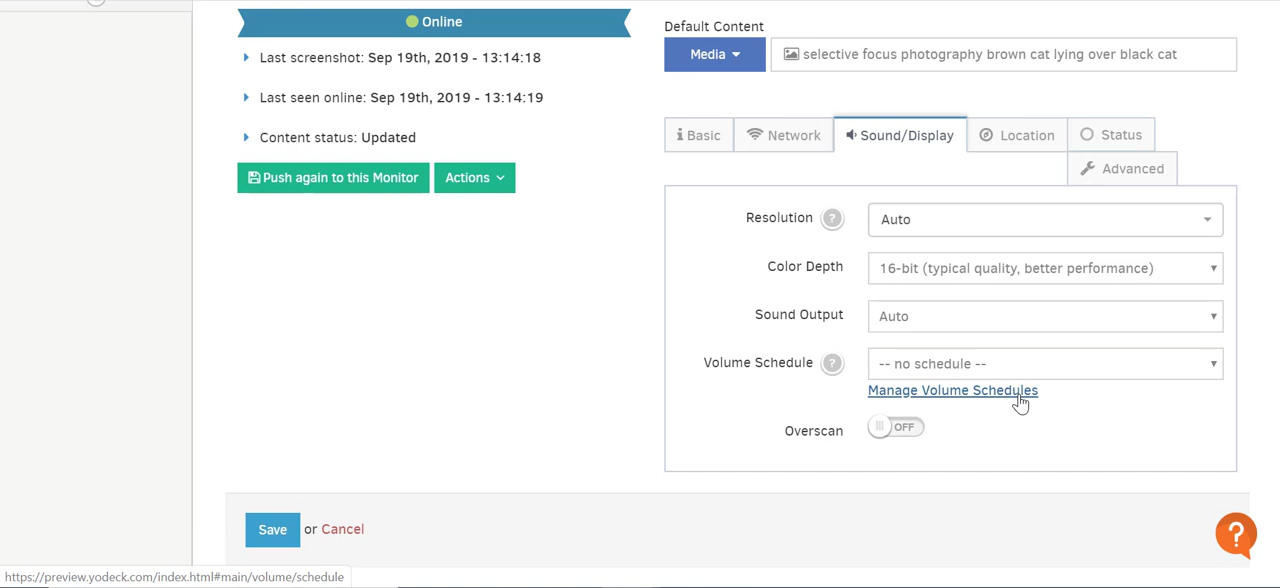 Online
Last screenshot: Sep 19th, 2019 - 13:14:18
Last seen online: Sep 19th, 2019 - 13:14:19
Content status: Updated
Push again to this Monitor
Actions
Default Content
Media
selective focus photography brown cat lying over black cat
Basic
Network
Sound/Display
Location
Status
Advanced
Resolution ?
Auto
Color Depth
16-bit (typical quality, better performance)
Sound Output
Auto
Volume Schedule ?
-- no schedule --
Manage Volume Schedules
Overscan
OFF
Save or Cancel
?
https://preview.yodeck.com/index.html#main/volume/schedule